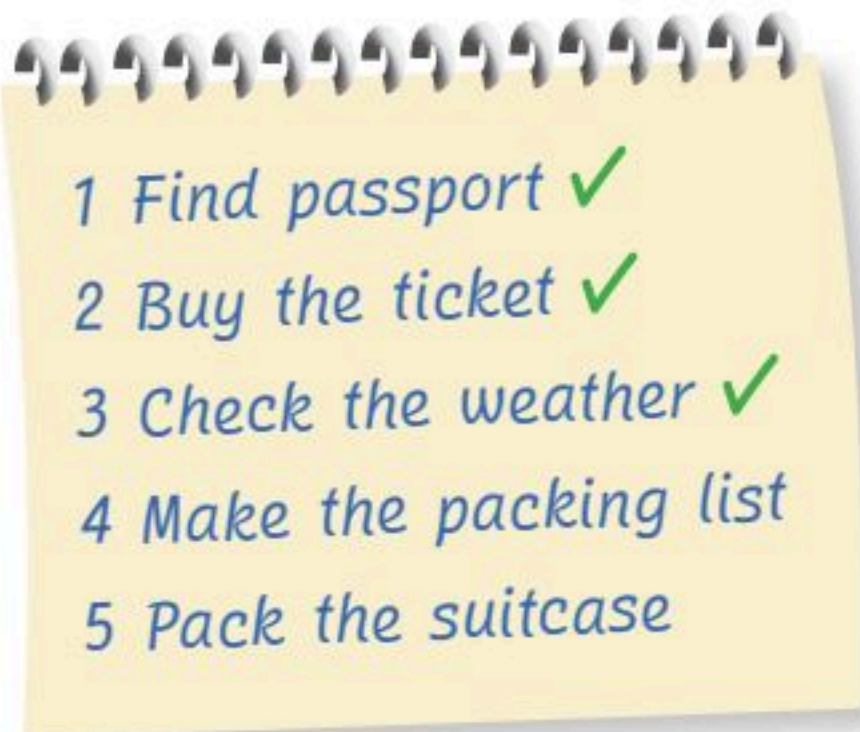 1 Find passport ✓
2 Buy the ticket ✓
3 Check the weather ✓
4 Make the packing list
5 Pack the suitcase